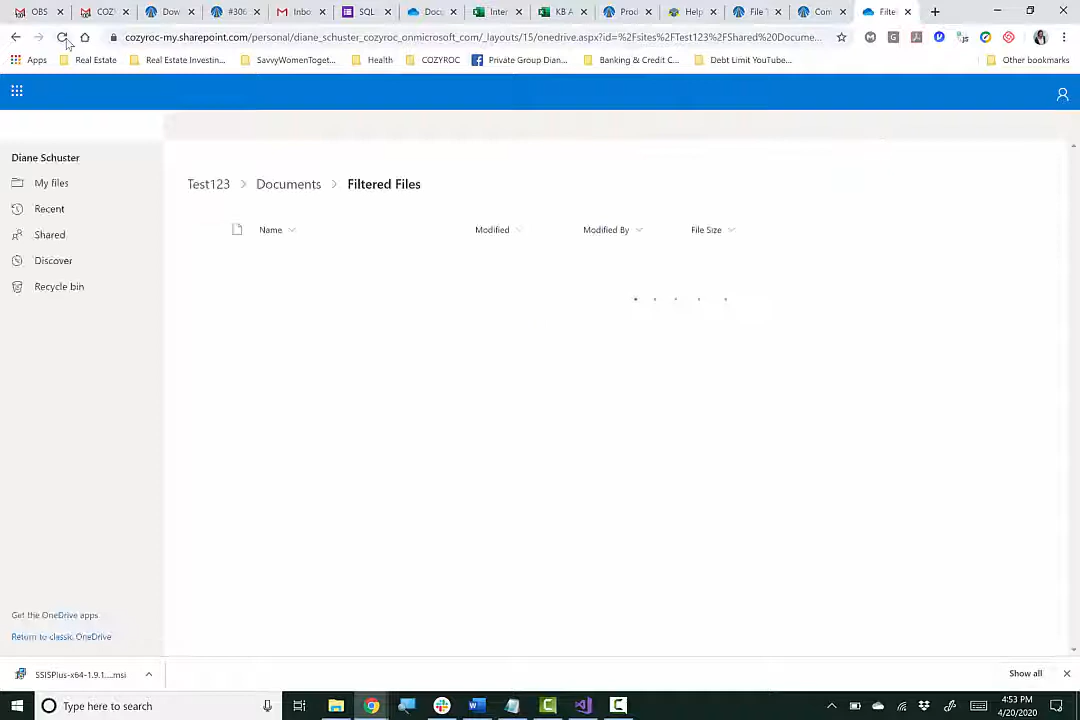 OBS COZY Dow #306 Inbo SQL Docu Inter KB A Prod Help File T Com Filte
cozyroc-my.sharepoint.com/personal/diane_schuster_cozyroc_onmicrosoft_com/_layouts/15/onedrive.aspx?id=%2Fsites%2FTest123%2FShared%20Docume...
Apps Real Estate Real Estate Investin... SavvyWomenToget... Health COZYROC Private Group Dian... Banking & Credit C... Debt Limit YouTube... Other bookmarks
Diane Schuster
My files
Recent
Shared
Discover
Recycle bin
Get the OneDrive apps
Return to classic OneDrive
Test123 > Documents > Filtered Files
Name Modified Modified By File Size
SSISPlus-x64-1.9.1....msi
Show all
Type here to search
4:53 PM
4/20/2020